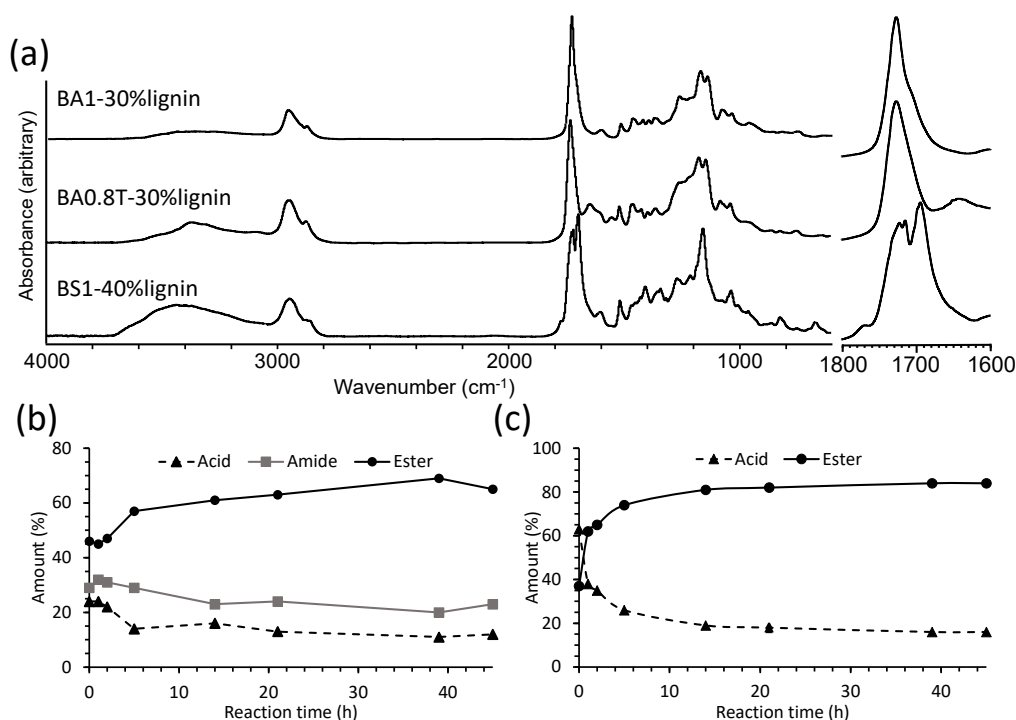 (a)
BA1-30%lignin
BA0.8T-30%lignin
BS1-40%lignin
Absorbance (arbitrary)
4000 3000 2000 1000 1800 1700 1600
Wavenumber (cm-1)
(b)
Acid Amide Ester
Amount (%)
80
60
40
20
0
0 10 20 30 40
Reaction time (h)
(c)
Acid Ester
Amount (%)
100
80
60
40
20
0
0 10 20 30 40
Reaction time (h)